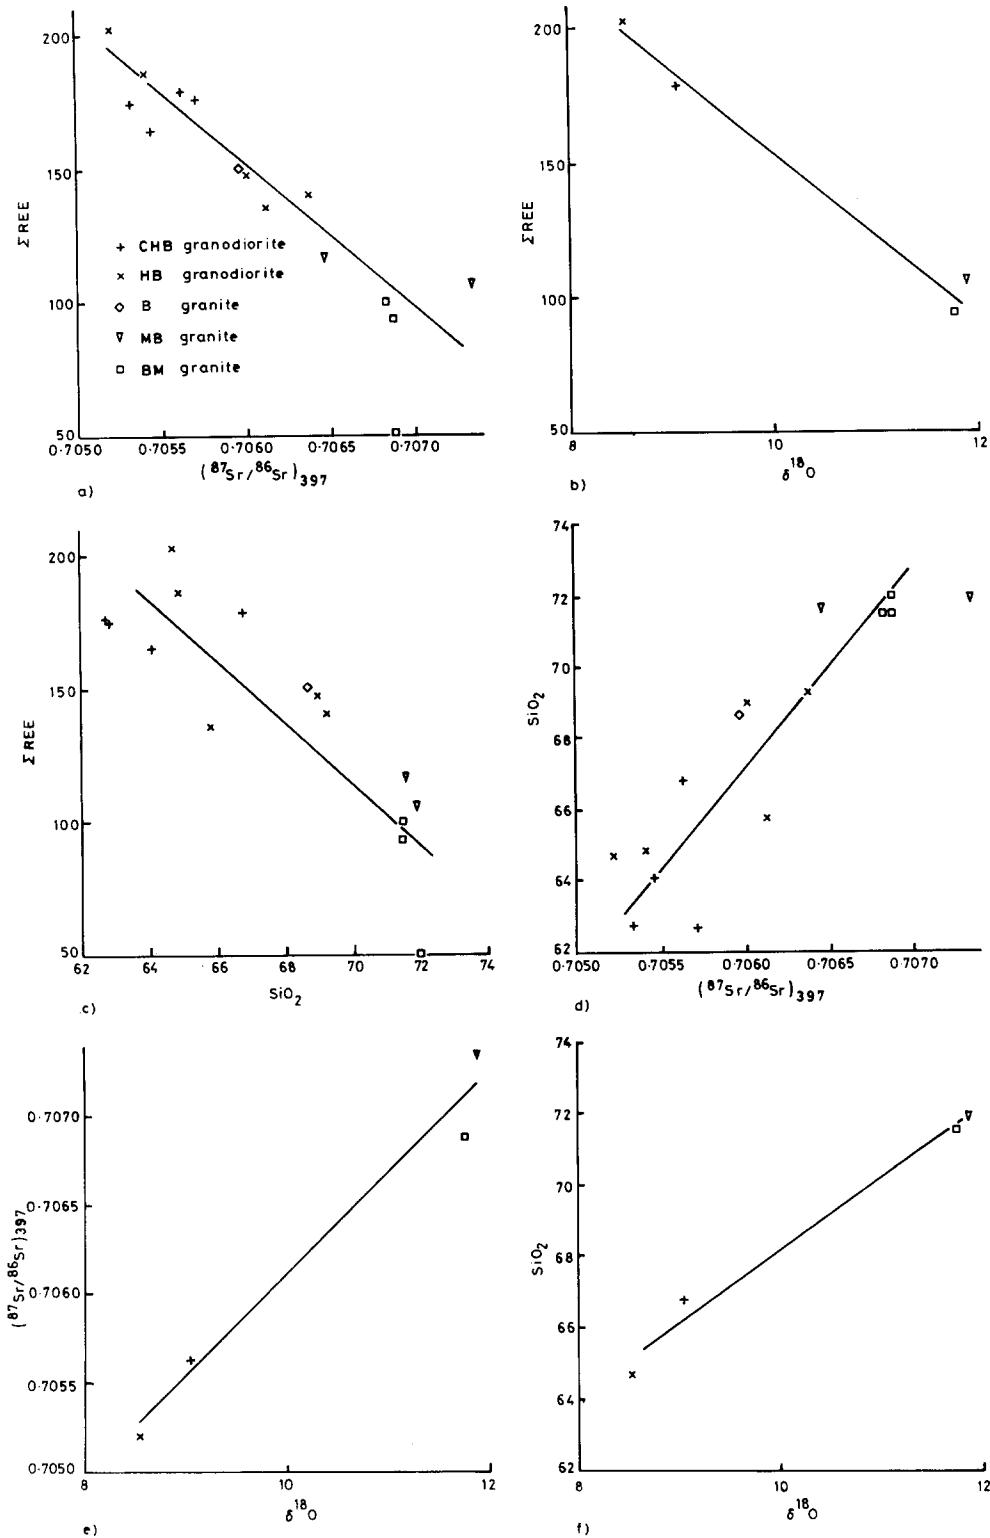 200
150
100
50
Σ REE
+ CHB granodiorite
× HB granodiorite
◇ B granite
▽ MB granite
□ BM granite
0·7050 0·7055 0·7060 0·7065 0·7070
(⁸⁷Sr/⁸⁶Sr)₃₉₇
a)
200
150
100
50
Σ REE
8 10 12
δ¹⁸O
b)
200
150
100
50
Σ REE
62 64 66 68 70 72 74
SiO₂
c)
74
72
70
68
66
64
62
SiO₂
0·7050 0·7055 0·7060 0·7065 0·7070
(⁸⁷Sr/⁸⁶Sr)₃₉₇
d)
0·7070
0·7065
0·7060
0·7055
0·7050
(⁸⁷Sr/⁸⁶Sr)₃₉₇
8 10 12
δ¹⁸O
e)
74
72
70
68
66
64
62
SiO₂
8 10 12
δ¹⁸O
f)